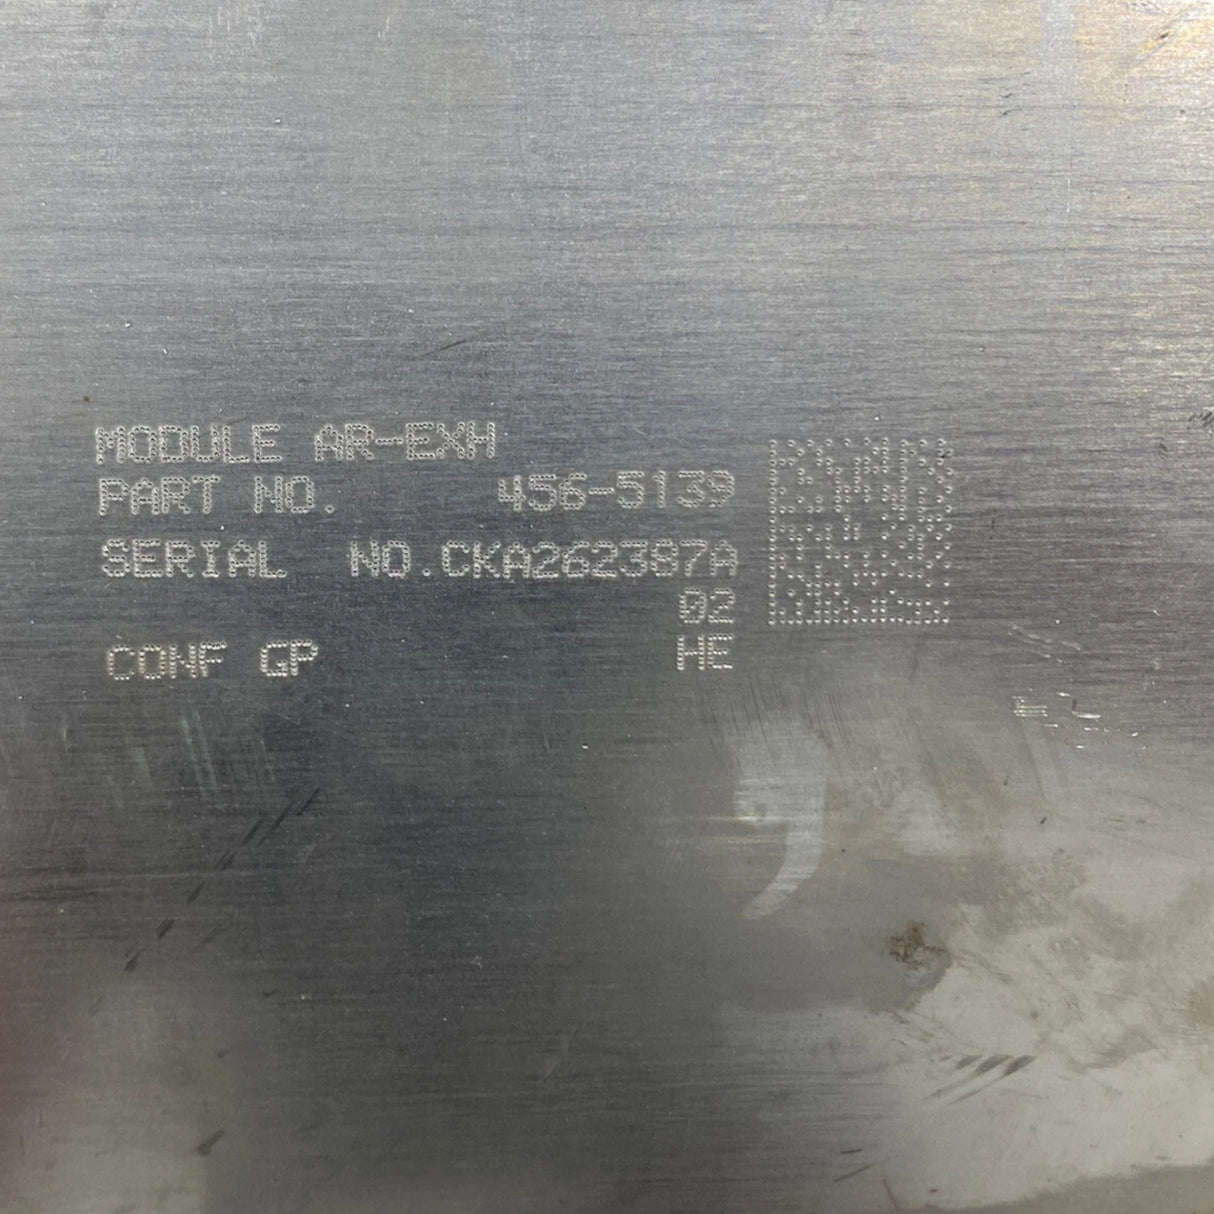 MODULE AR-EXH
PART NO. 456-5139
SERIAL NO.CKA262387A
02
CONF GP HE